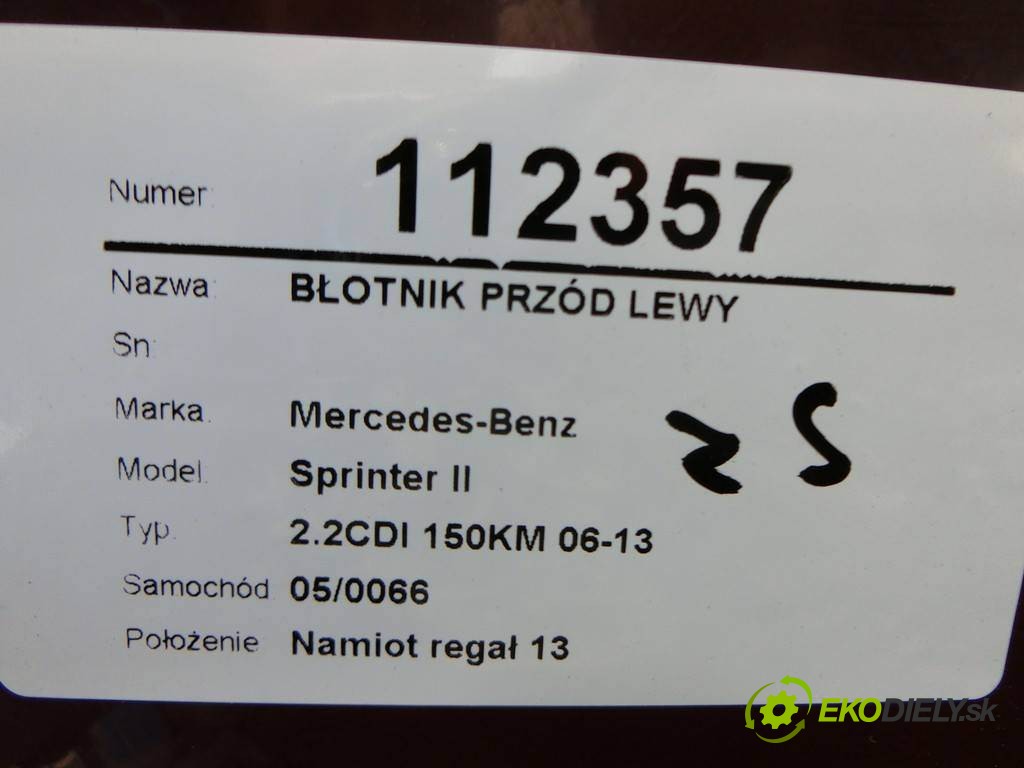 Numer: 112357
Nazwa: BŁOTNIK PRZÓD LEWY
Sn:
Marka: Mercedes-Benz
Model: Sprinter II
Typ: 2.2CDI 150KM 06-13
Samochód 05/0066
Położenie Namiot regał 13
EKODIELY.sk